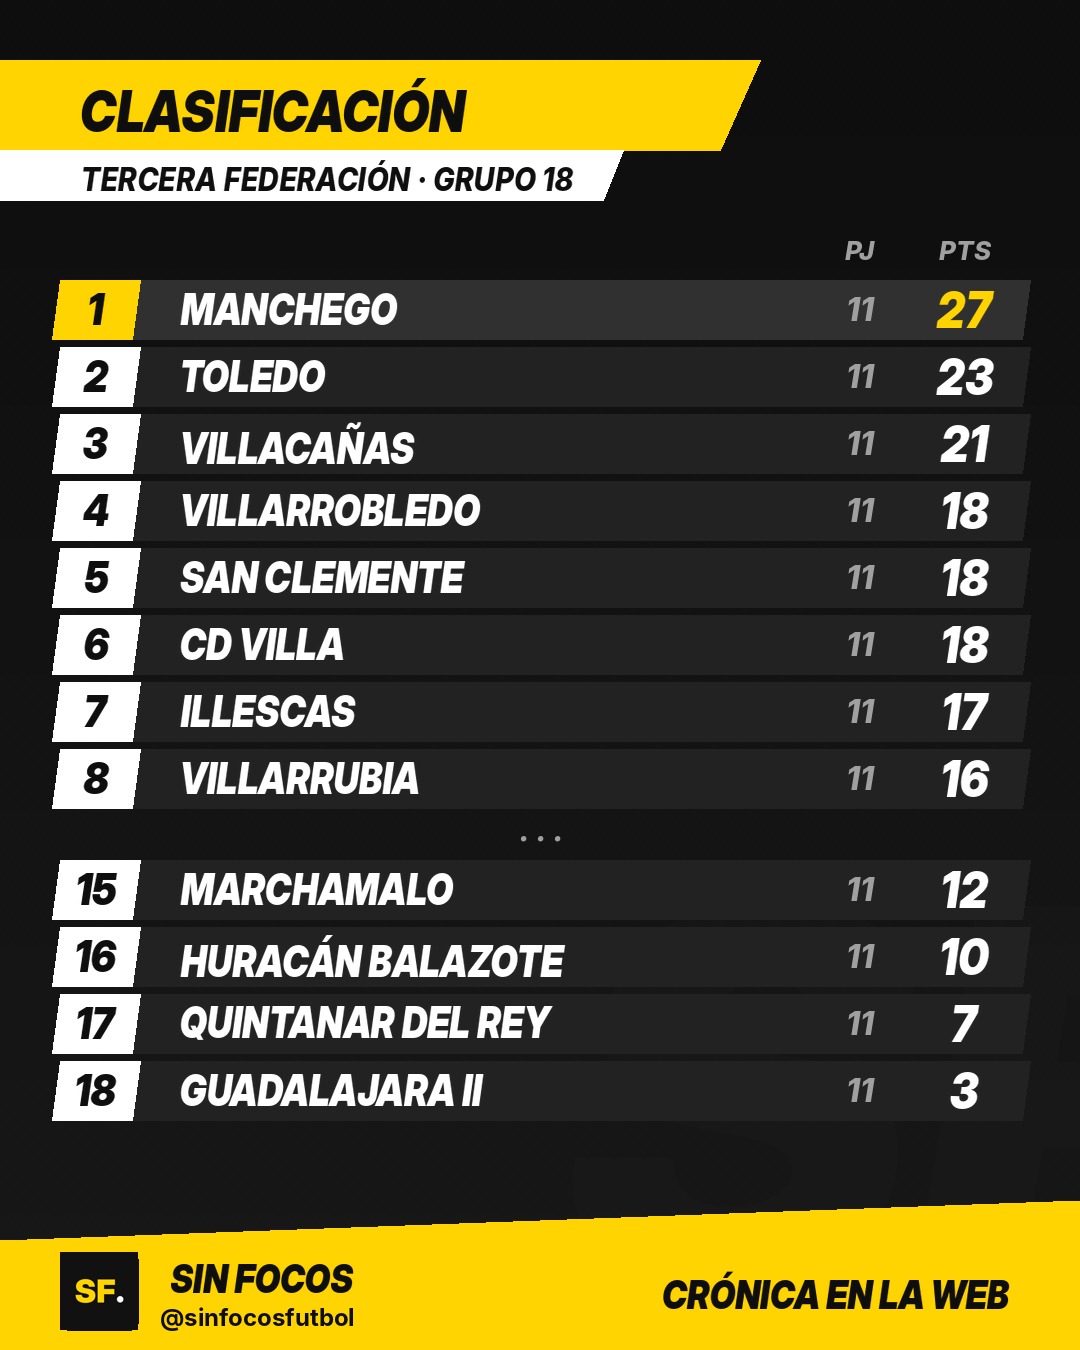 CLASIFICACIÓN
TERCERA FEDERACIÓN · GRUPO 18
PJ PTS
1 MANCHEGO 11 27
2 TOLEDO 11 23
3 VILLACAÑAS 11 21
4 VILLARROBLEDO 11 18
5 SAN CLEMENTE 11 18
6 CD VILLA 11 18
7 ILLESCAS 11 17
8 VILLARRUBIA 11 16
...
15 MARCHAMALO 11 12
16 HURACÁN BALAZOTE 11 10
17 QUINTANAR DEL REY 11 7
18 GUADALAJARA II 11 3
SF. SIN FOCOS
@sinfocosfutbol
CRÓNICA EN LA WEB